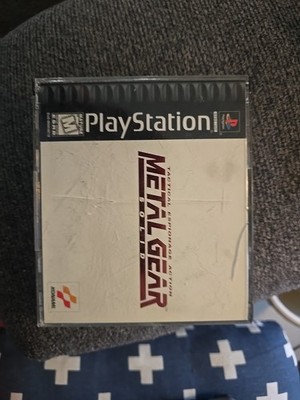 M
PlayStation
TACTICAL ESPIONAGE ACTION
METAL GEAR
SOLID
KONAMI